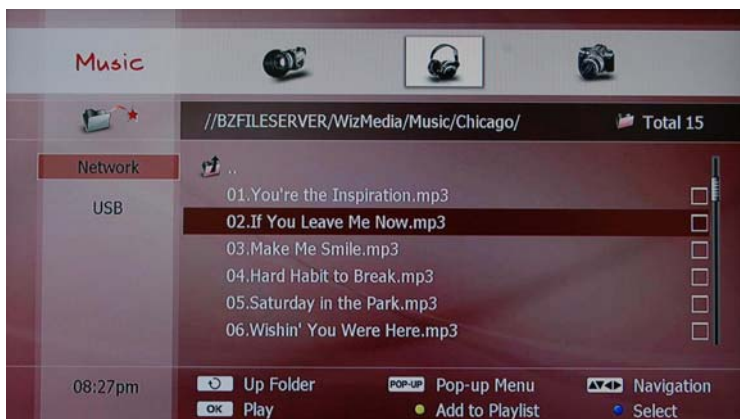 Music
//BZFILESERVER/WizMedia/Music/Chicago/ Total 15
Network
USB
..
01.You're the Inspiration.mp3
02.If You Leave Me Now.mp3
03.Make Me Smile.mp3
04.Hard Habit to Break.mp3
05.Saturday in the Park.mp3
06.Wishin' You Were Here.mp3
08:27pm
Up Folder POP-UP Pop-up Menu Navigation
OK Play Add to Playlist Select